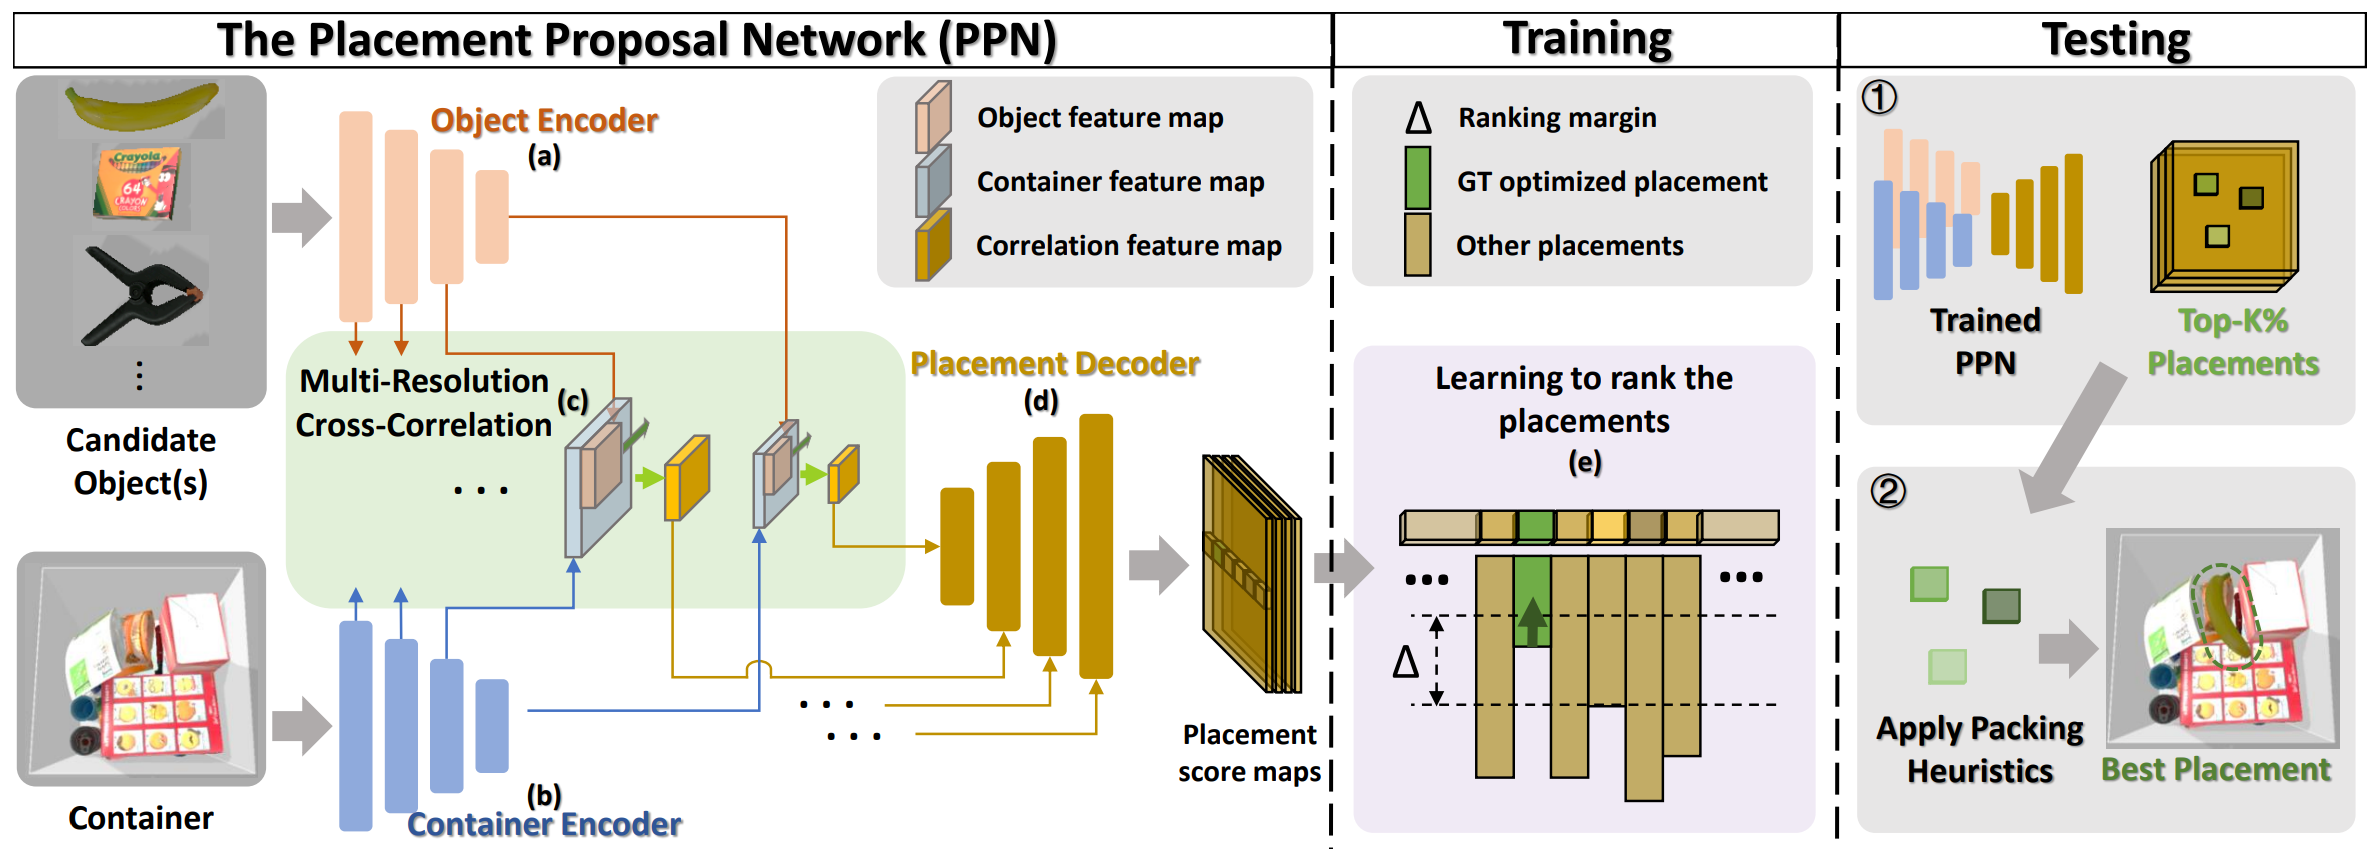 The Placement Proposal Network (PPN)
Training
Testing
Crayola
64
CRAYON
COLORS
Candidate
Object(s)
Container
Object Encoder
(a)
Object feature map
Container feature map
Correlation feature map
Multi-Resolution
Cross-Correlation
(c)
...
Placement Decoder
(d)
...
...
(b)
Container Encoder
Placement
score maps
Δ Ranking margin
GT optimized placement
Other placements
Learning to rank the
placements
(e)
...
...
Δ
①
Trained
PPN
Top-K%
Placements
②
Apply Packing
Heuristics
Best Placement